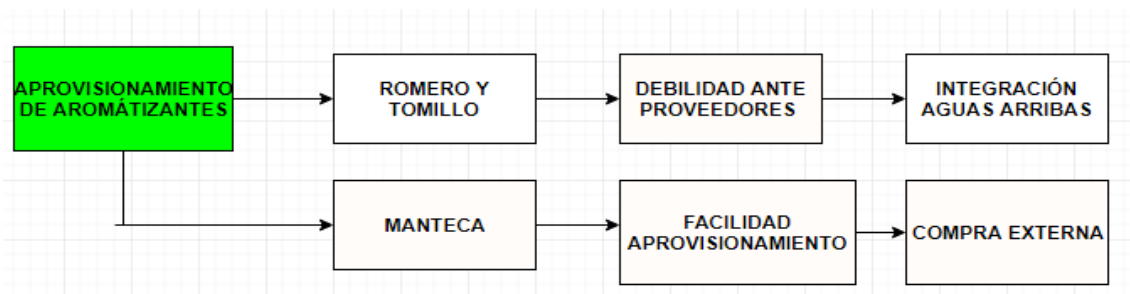 APROVISIONAMIENTO
DE AROMÁTIZANTES
ROMERO Y
TOMILLO
DEBILIDAD ANTE
PROVEEDORES
INTEGRACIÓN
AGUAS ARRIBAS
MANTECA
FACILIDAD
APROVISIONAMIENTO
COMPRA EXTERNA